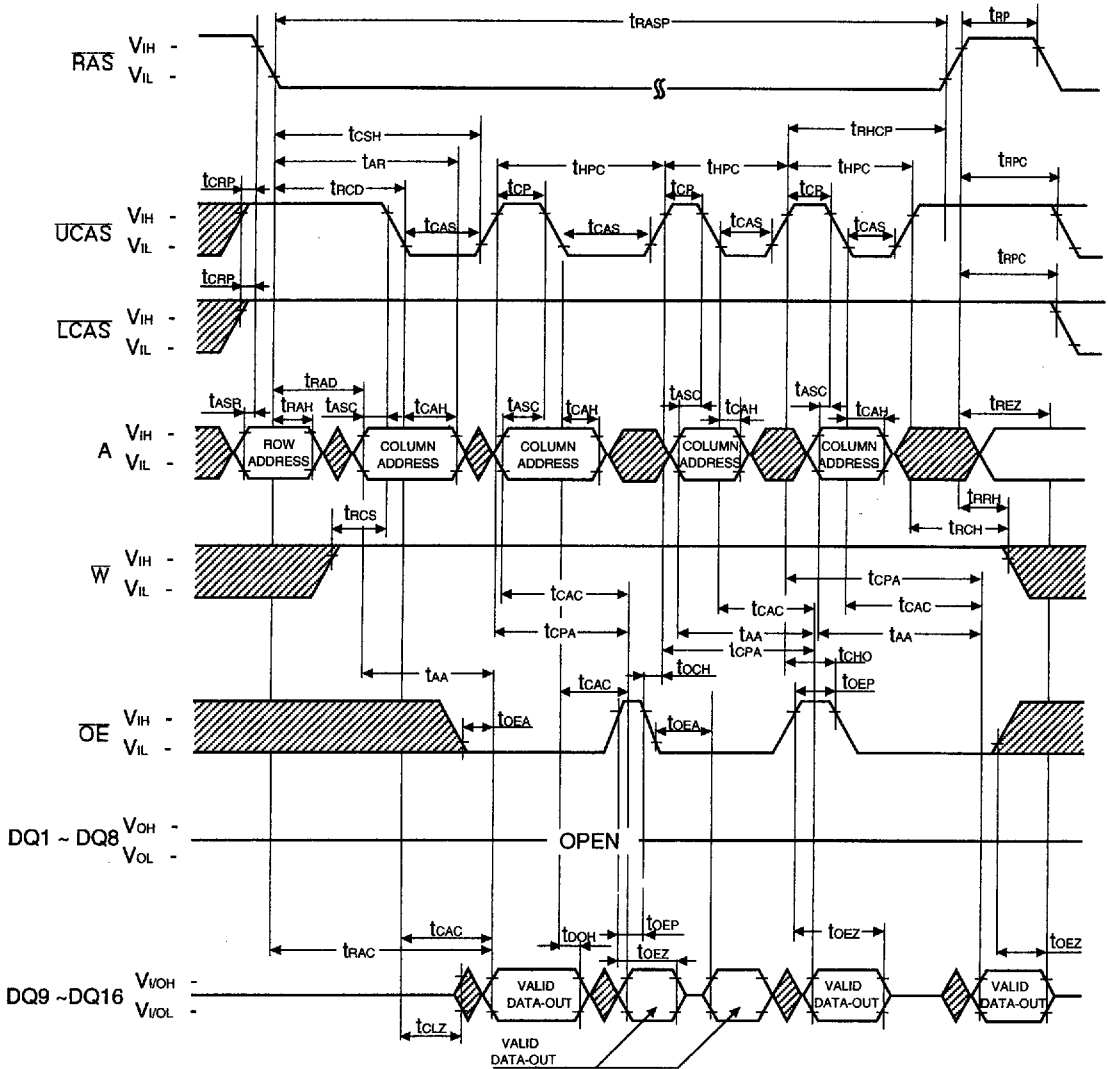 tRASP tRP
RAS VIH -
VIL -
tCSH tRHCP
tAR tHPC tHPC tHPC tRPC
tCRP tRCD tCP tCP tCP
UCAS VIH -
VIL -
tCAS tCAS tCAS tCAS
tCRP tRPC
LCAS VIH -
VIL -
tRAD
tASR tRAH tASC tCAH tASC tCAH tASC tCAH tASC tCAH tREZ
A VIH -
VIL -
ROW ADDRESS
COLUMN ADDRESS
COLUMN ADDRESS
COLUMN ADDRESS
COLUMN ADDRESS
tRRH
tRCS tRCH
W VIH -
VIL -
tCPA
tCAC tCAC tCAC
tCPA tAA tAA
tCPA
tAA tCAC tOCH tCHO
tOEP
OE VIH -
VIL -
tOEA tOEA
DQ1 ~ DQ8 VOH -
VOL -
OPEN
tCAC tDOH tOEP
tRAC tOEZ tOEZ tOEZ
DQ9 ~DQ16 VI/OH -
VI/OL -
VALID DATA-OUT
VALID DATA-OUT
VALID DATA-OUT
tCLZ
VALID
DATA-OUT